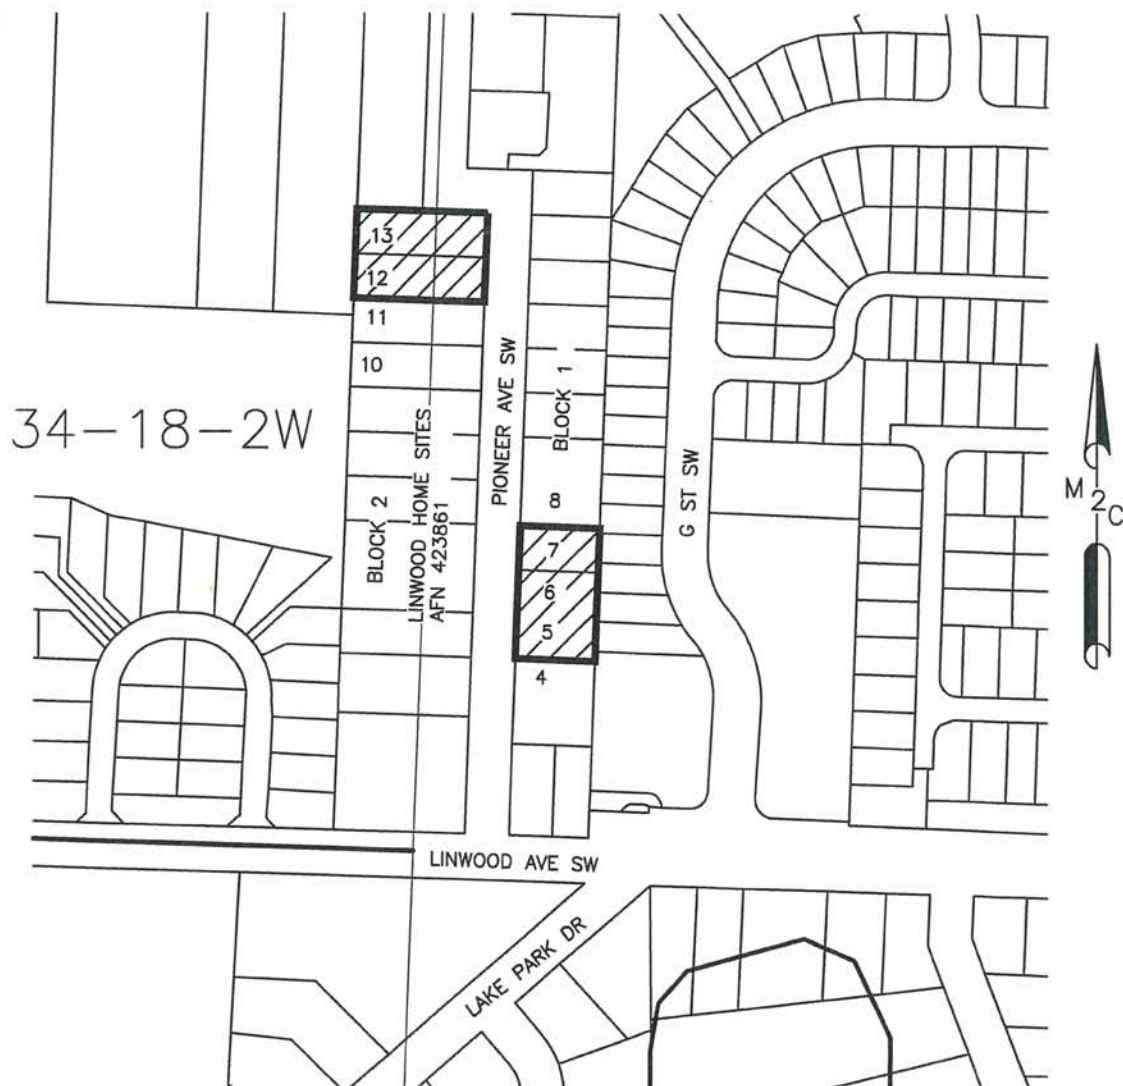 13
12
11
10
34-18-2W
BLOCK 2
LINWOOD HOME SITES
AFN 423861
PIONEER AVE SW
BLOCK 1
8
7
6
5
4
G ST SW
M 2 C
LINWOOD AVE SW
LAKE PARK DR